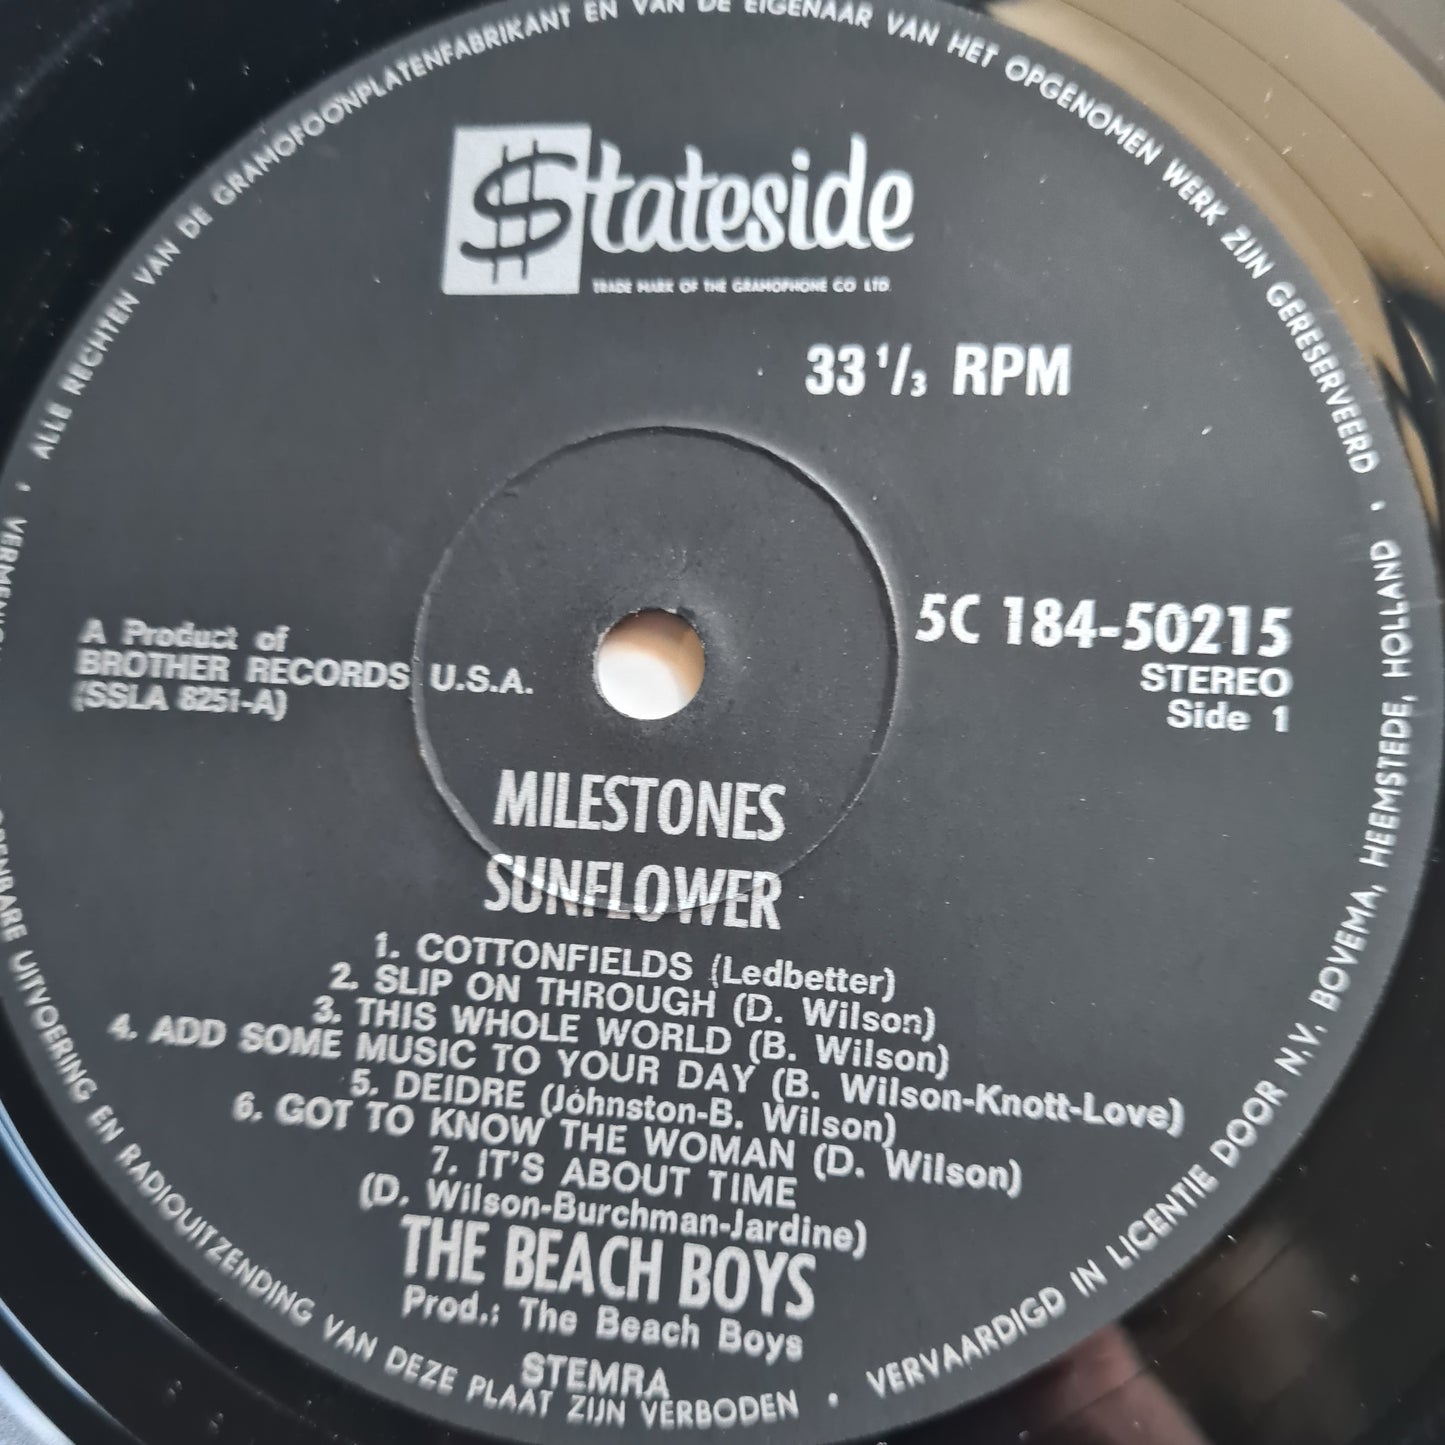 ALLE RECHTEN VAN DE GRAMOFOONPLATENFABRIKANT EN VAN DE EIGENAAR VAN HET OPGENOMEN WERK ZIJN GERESERVEERD •
$tateside
TRADE MARK OF THE GRAMOPHONE CO LTD
33 1/3 RPM
A Product of
BROTHER RECORDS U.S.A.
(SSLA 8251-A)
5C 184-50215
STEREO
Side 1
MILESTONES
SUNFLOWER
1. COTTONFIELDS (Ledbetter)
2. SLIP ON THROUGH (D. Wilson)
3. THIS WHOLE WORLD (B. Wilson)
4. ADD SOME MUSIC TO YOUR DAY (B. Wilson-Knott-Love)
5. DEIDRE (Johnston-B. Wilson)
6. GOT TO KNOW THE WOMAN (D. Wilson)
7. IT'S ABOUT TIME
(D. Wilson-Burchman-Jardine)
THE BEACH BOYS
Prod.: The Beach Boys
STEMRA
UITVOERING EN RADIOUITZENDING VAN DEZE PLAAT ZIJN VERBODEN •
VERVAARDIGD IN LICENTIE DOOR N.V. BOVEMA, HEEMSTEDE, HOLLAND •